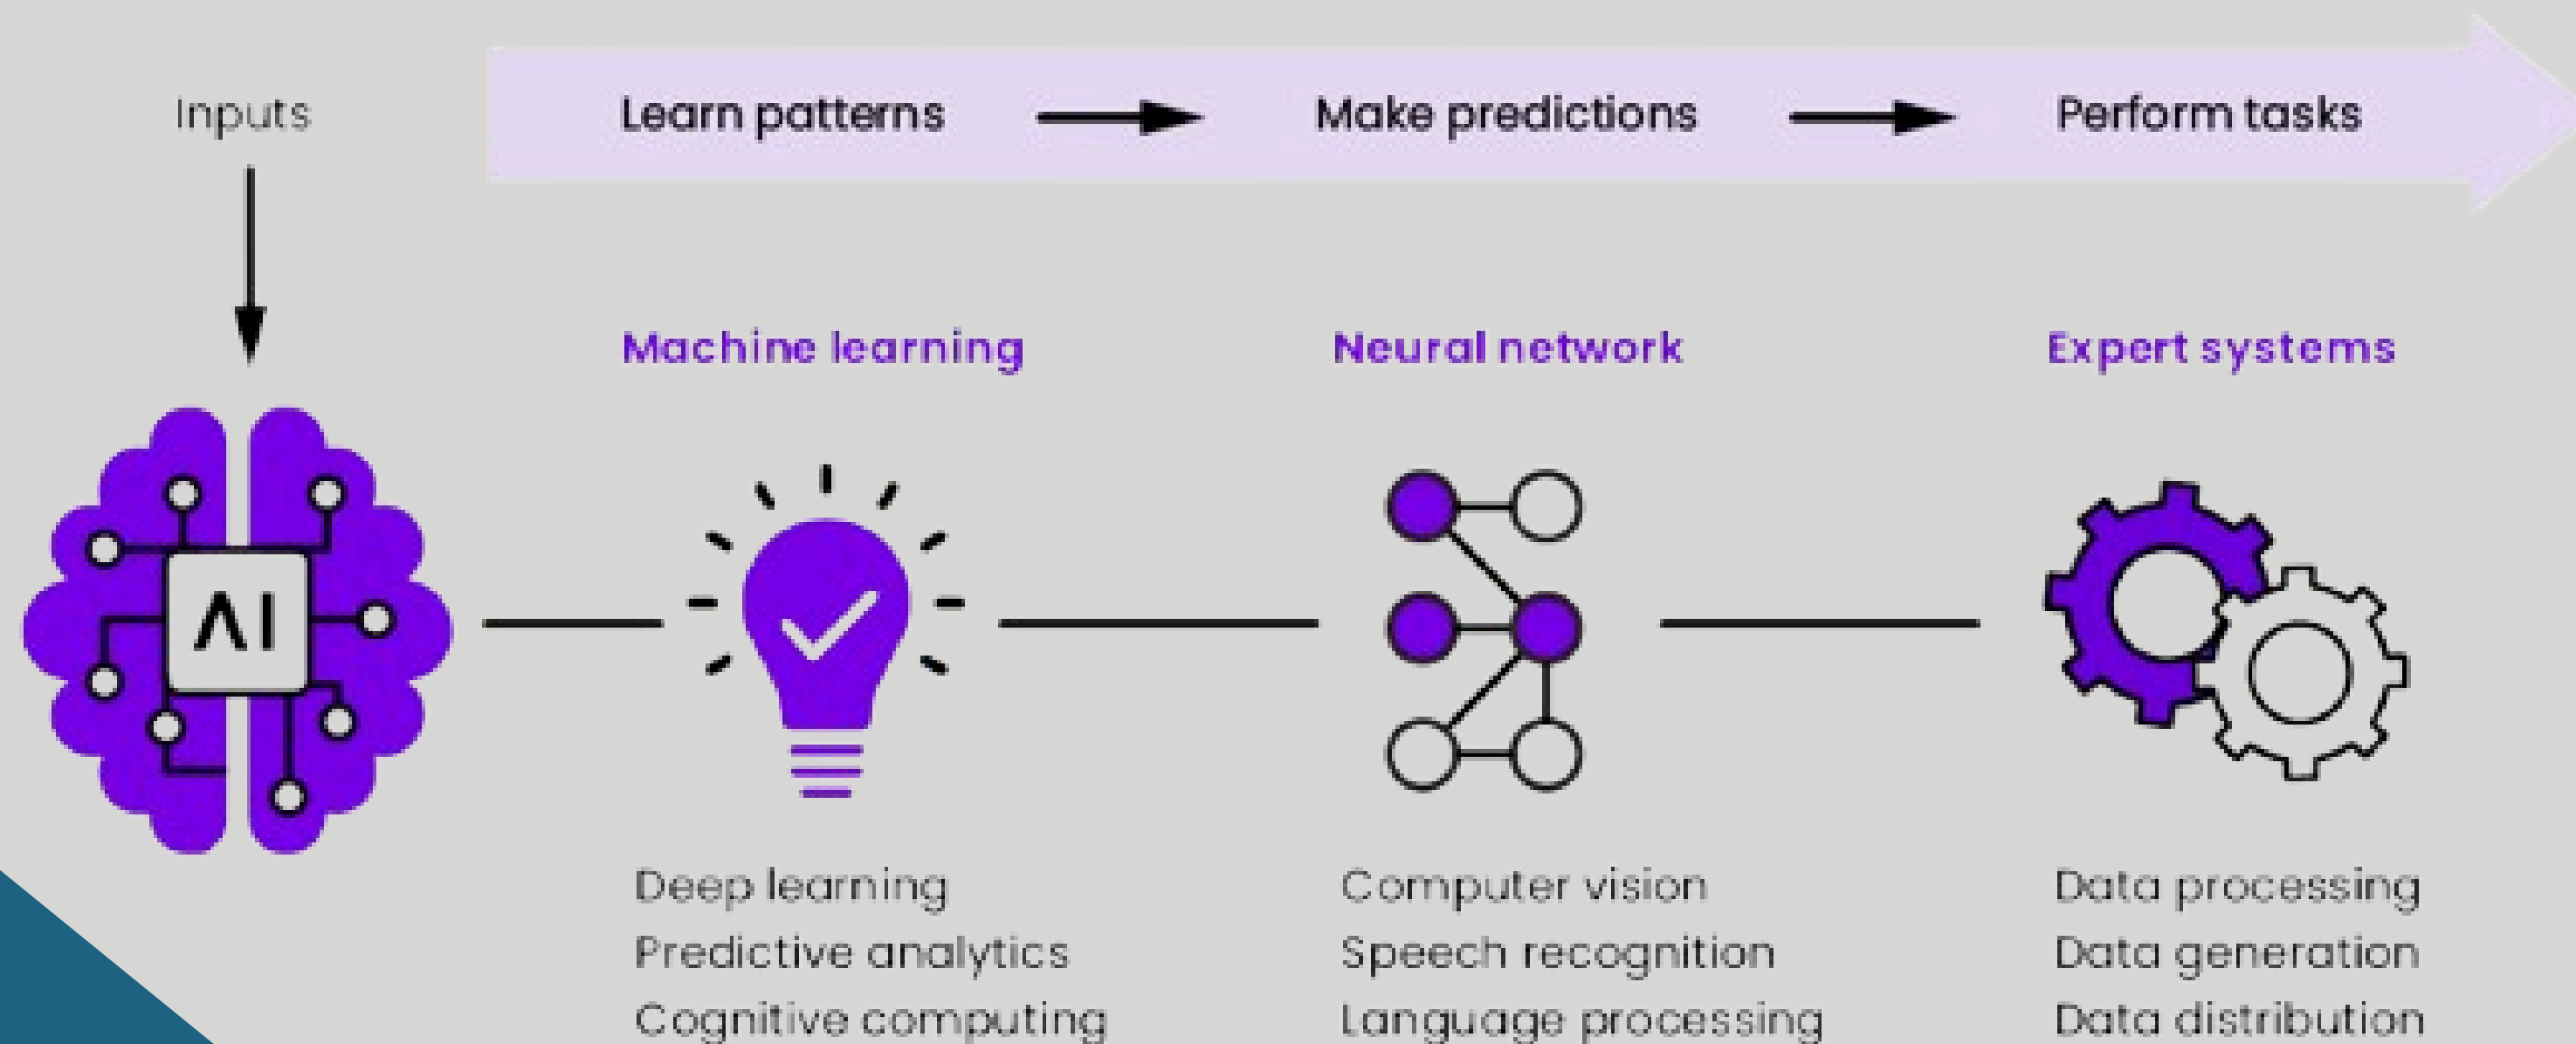 Inputs
Learn patterns
Make predictions
Perform tasks
Machine learning
Neural network
Expert systems
AI
Deep learning
Predictive analytics
Cognitive computing
Computer vision
Speech recognition
Language processing
Data processing
Data generation
Data distribution